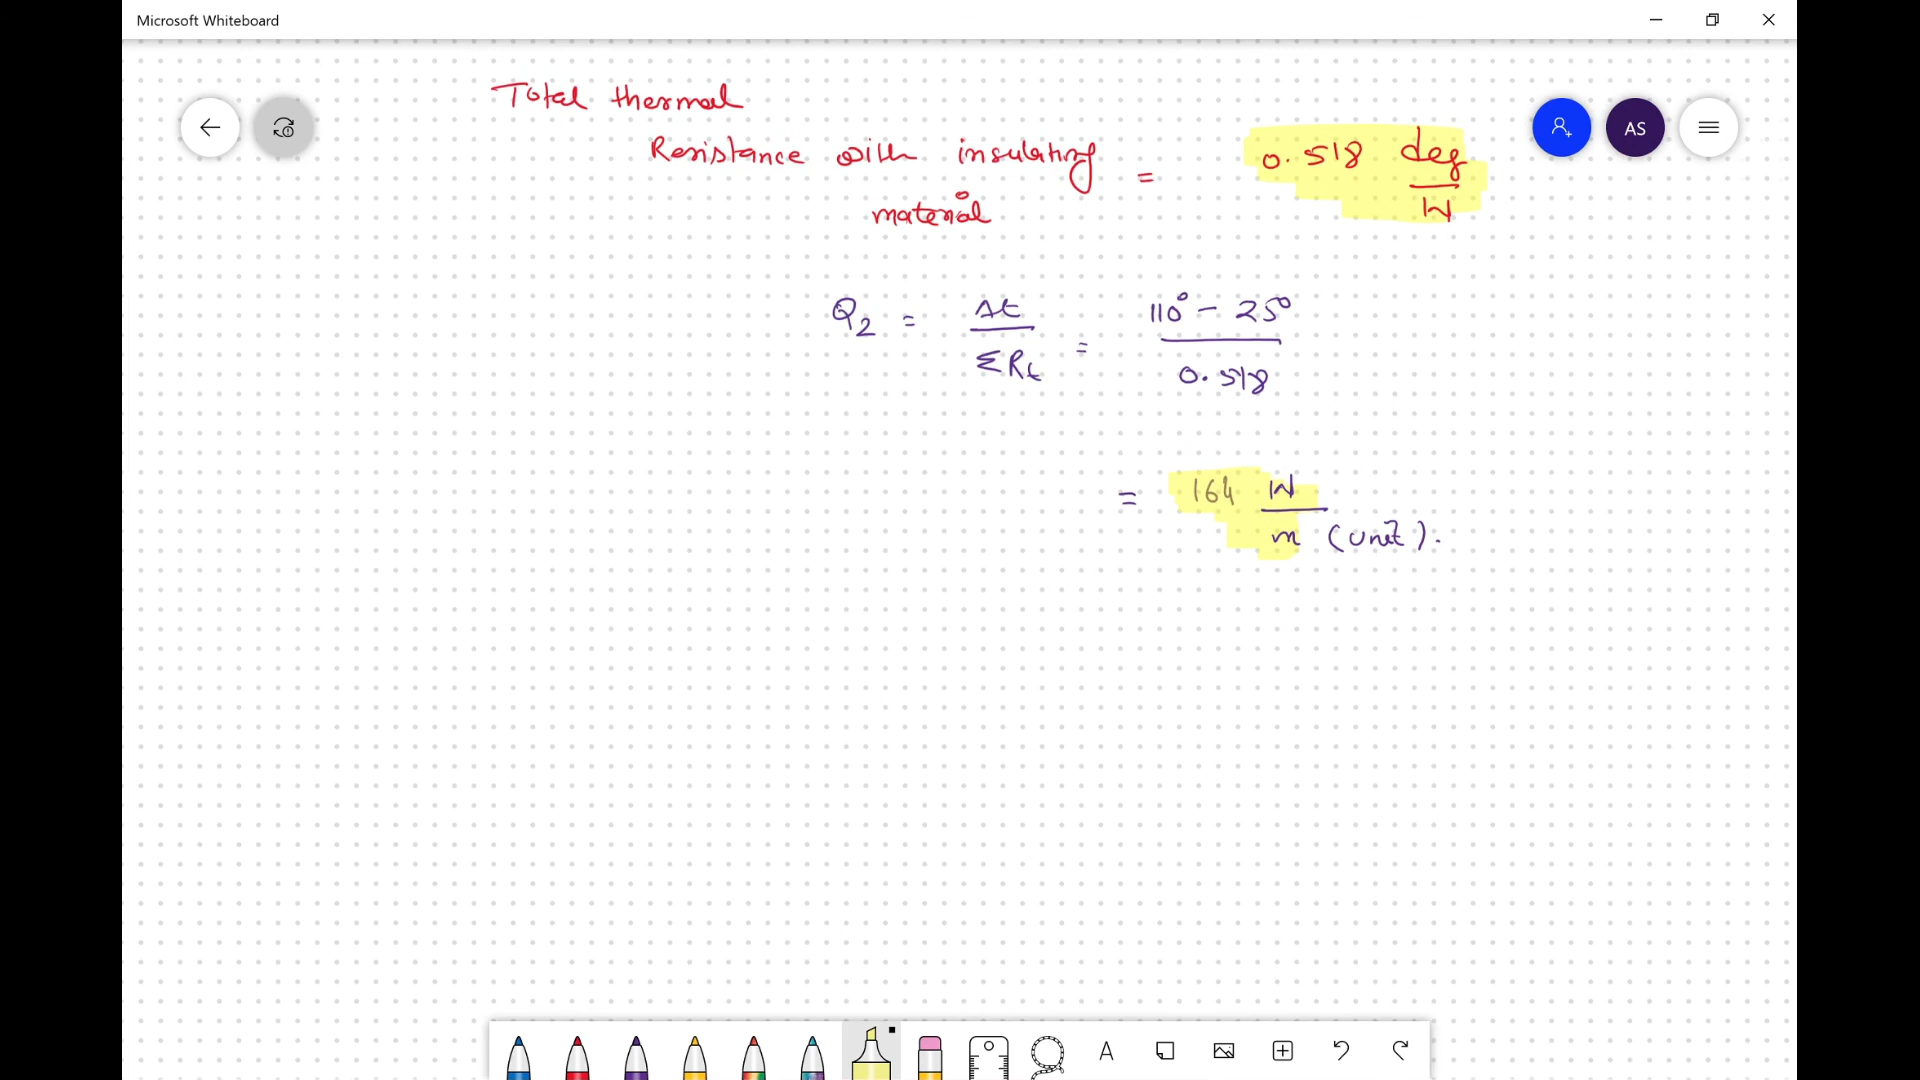 Microsoft Whiteboard
Total thermal
Resistance with insulating
material
= 0.518 deg/W
AS
Q₂ = Δt/ΣRt = 110° - 25°/0.518
= 164 W/m (unit).
A